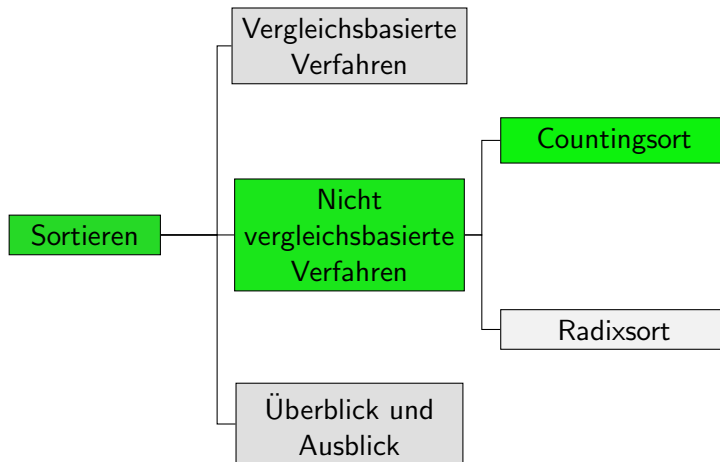 Vergleichsbasierte
Verfahren
Countingsort
Nicht
vergleichsbasierte
Verfahren
Sortieren
Radixsort
Überblick und
Ausblick